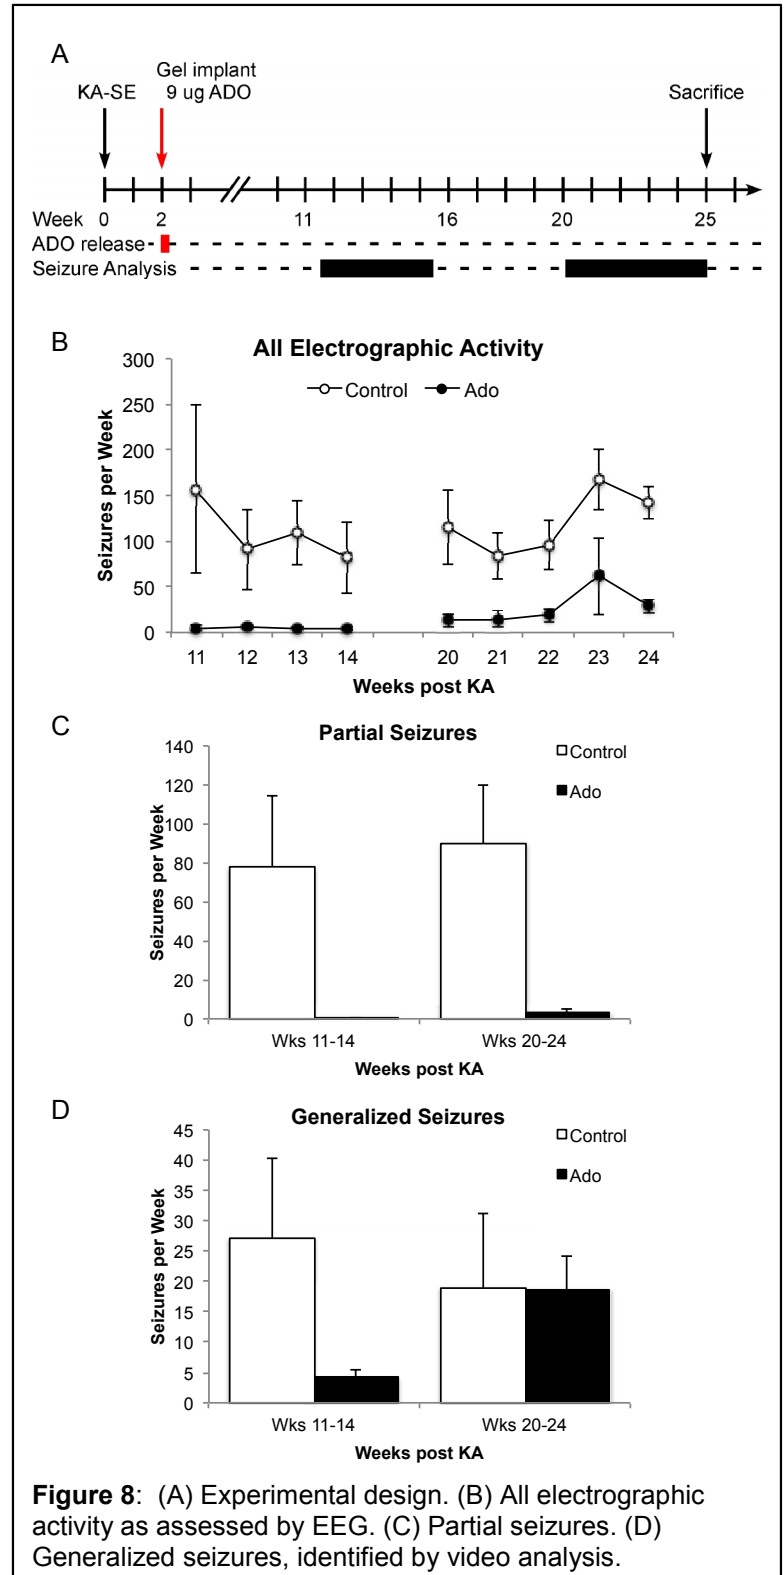 A
Gel implant
KA-SE 9 ug ADO Sacrifice
Week 0 2 11 16 20 25
ADO release
Seizure Analysis
B
All Electrographic Activity
Control Ado
Seizures per Week
300
250
200
150
100
50
0
11 12 13 14 20 21 22 23 24
Weeks post KA
C
Partial Seizures
Control
Ado
Seizures per Week
140
120
100
80
60
40
20
0
Wks 11-14 Wks 20-24
Weeks post KA
D
Generalized Seizures
Control
Ado
Seizures per Week
45
40
35
30
25
20
15
10
5
0
Wks 11-14 Wks 20-24
Weeks post KA
Figure 8: (A) Experimental design. (B) All electrographic
activity as assessed by EEG. (C) Partial seizures. (D)
Generalized seizures, identified by video analysis.